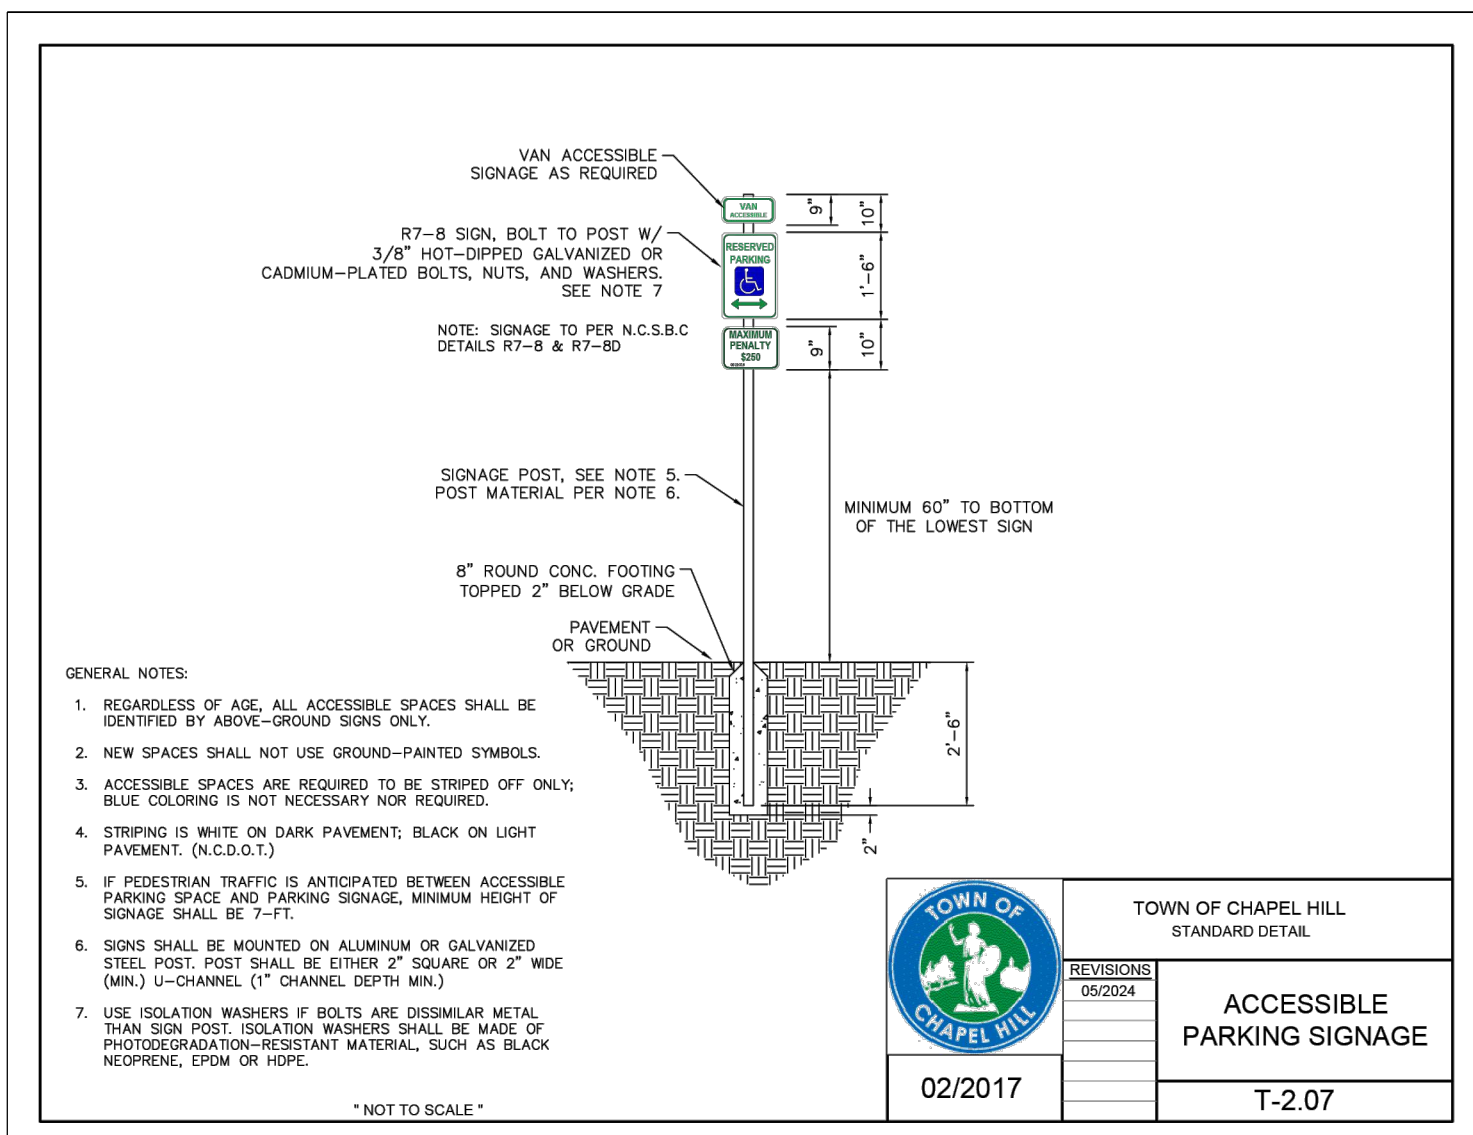 VAN ACCESSIBLE
SIGNAGE AS REQUIRED
VAN
ACCESSIBLE
9"
10"
R7-8 SIGN, BOLT TO POST W/
3/8" HOT-DIPPED GALVANIZED OR
CADMIUM-PLATED BOLTS, NUTS, AND WASHERS.
SEE NOTE 7
RESERVED
PARKING
1'-6"
NOTE: SIGNAGE TO PER N.C.S.B.C
DETAILS R7-8 & R7-8D
MAXIMUM
PENALTY
$250
9"
10"
SIGNAGE POST, SEE NOTE 5.
POST MATERIAL PER NOTE 6.
MINIMUM 60" TO BOTTOM
OF THE LOWEST SIGN
8" ROUND CONC. FOOTING
TOPPED 2" BELOW GRADE
PAVEMENT
OR GROUND
2'-6"
2"
GENERAL NOTES:
1. REGARDLESS OF AGE, ALL ACCESSIBLE SPACES SHALL BE
IDENTIFIED BY ABOVE-GROUND SIGNS ONLY.
2. NEW SPACES SHALL NOT USE GROUND-PAINTED SYMBOLS.
3. ACCESSIBLE SPACES ARE REQUIRED TO BE STRIPED OFF ONLY;
BLUE COLORING IS NOT NECESSARY NOR REQUIRED.
4. STRIPING IS WHITE ON DARK PAVEMENT; BLACK ON LIGHT
PAVEMENT. (N.C.D.O.T.)
5. IF PEDESTRIAN TRAFFIC IS ANTICIPATED BETWEEN ACCESSIBLE
PARKING SPACE AND PARKING SIGNAGE, MINIMUM HEIGHT OF
SIGNAGE SHALL BE 7-FT.
6. SIGNS SHALL BE MOUNTED ON ALUMINUM OR GALVANIZED
STEEL POST. POST SHALL BE EITHER 2" SQUARE OR 2" WIDE
(MIN.) U-CHANNEL (1" CHANNEL DEPTH MIN.)
7. USE ISOLATION WASHERS IF BOLTS ARE DISSIMILAR METAL
THAN SIGN POST. ISOLATION WASHERS SHALL BE MADE OF
PHOTODEGRADATION-RESISTANT MATERIAL, SUCH AS BLACK
NEOPRENE, EPDM OR HDPE.
" NOT TO SCALE "
TOWN OF
CHAPEL HILL
02/2017
TOWN OF CHAPEL HILL
STANDARD DETAIL
REVISIONS
05/2024
ACCESSIBLE
PARKING SIGNAGE
T-2.07